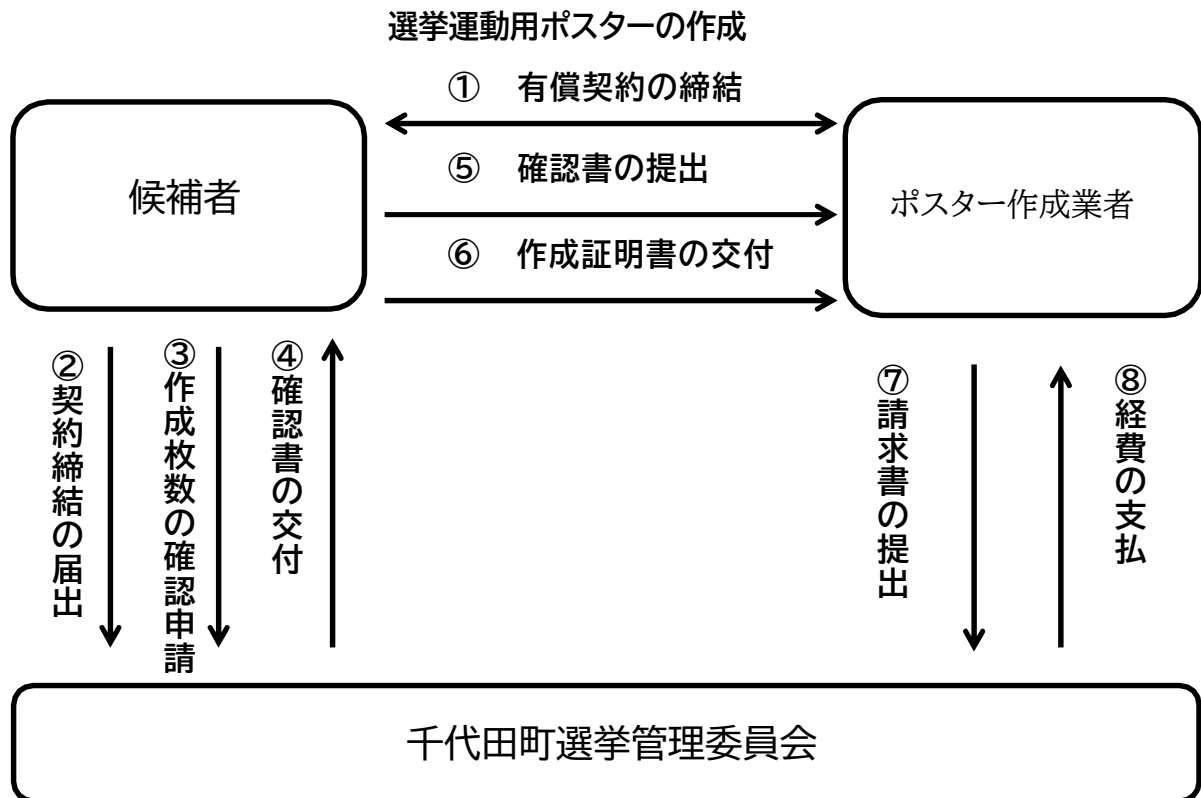 選挙運動用ポスターの作成
① 有償契約の締結
候補者
⑤ 確認書の提出
ポスター作成業者
⑥ 作成証明書の交付
②契約締結の届出
③作成枚数の確認申請
④確認書の交付
⑦請求書の提出
⑧経費の支払
千代田町選挙管理委員会